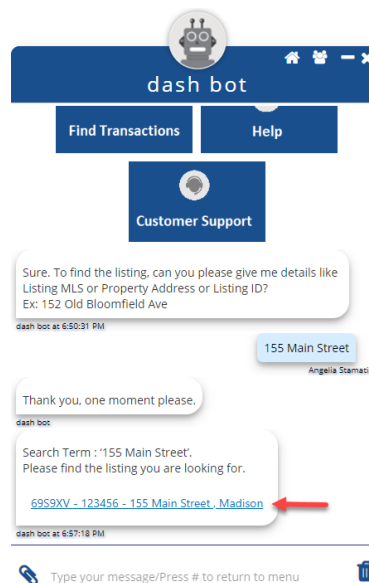 dash bot
Find Transactions
Help
Customer Support
Sure. To find the listing, can you please give me details like
Listing MLS or Property Address or Listing ID?
Ex: 152 Old Bloomfield Ave
dash bot at 6:50:31 PM
155 Main Street
Angelia Stamati
Thank you, one moment please.
dash bot
Search Term : '155 Main Street'.
Please find the listing you are looking for.
69S9XV - 123456 - 155 Main Street , Madison
dash bot at 6:57:18 PM
Type your message/Press # to return to menu